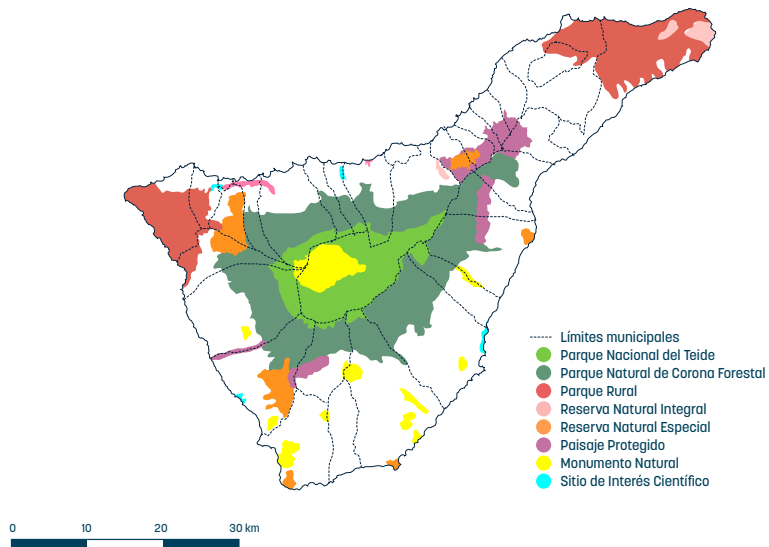 Límites municipales
Parque Nacional del Teide
Parque Natural de Corona Forestal
Parque Rural
Reserva Natural Integral
Reserva Natural Especial
Paisaje Protegido
Monumento Natural
Sitio de Interés Científico
0 10 20 30 km